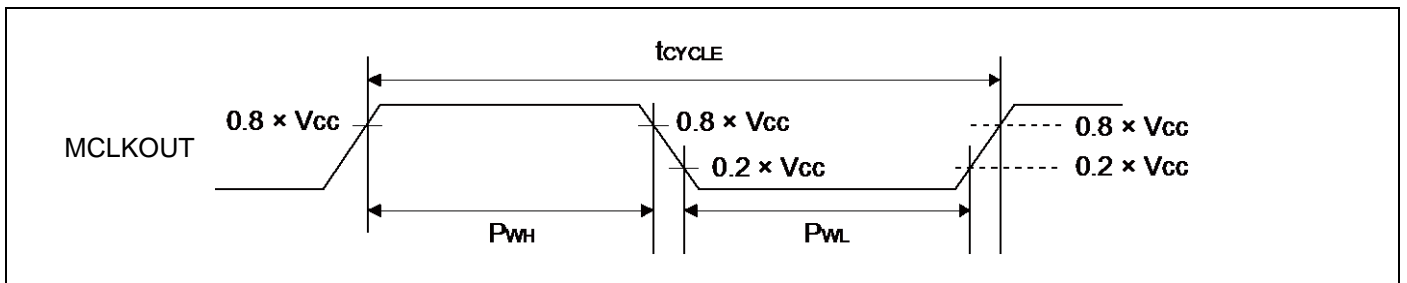 tCYCLE
0.8 × Vcc
0.8 × Vcc
0.8 × Vcc
MCLKOUT
0.2 × Vcc
0.2 × Vcc
PWH
PWL